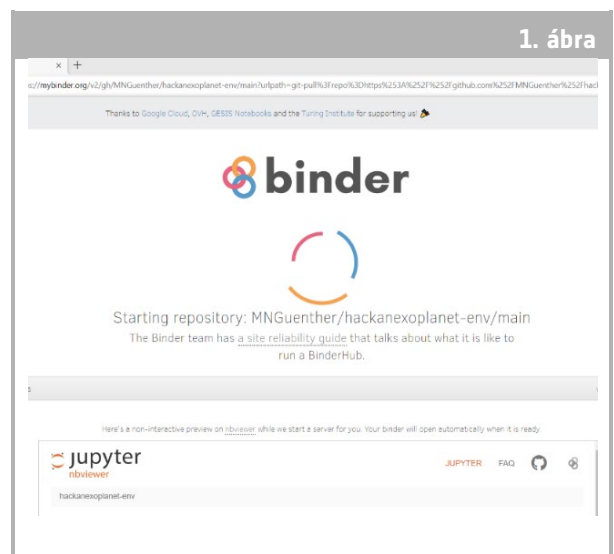 1. ábra
× +
s://mybinder.org/v2/gh/MNGuenther/hackanexoplanet-env/main?urlpath=git-pull%3Frepo%3Dhttps%253A%252F%252Fgithub.com%252FMNGuenther%252Fhack
Thanks to Google Cloud, OVH, GESIS Notebooks and the Turing Institute for supporting us!
binder
Starting repository: MNGuenther/hackanexoplanet-env/main
The Binder team has a site reliability guide that talks about what it is like to
run a BinderHub.
s
Here's a non-interactive preview on nbviewer while we start a server for you. Your binder will open automatically when it is ready.
jupyter
nbviewer
JUPYTER FAQ
hackanexoplanet-env